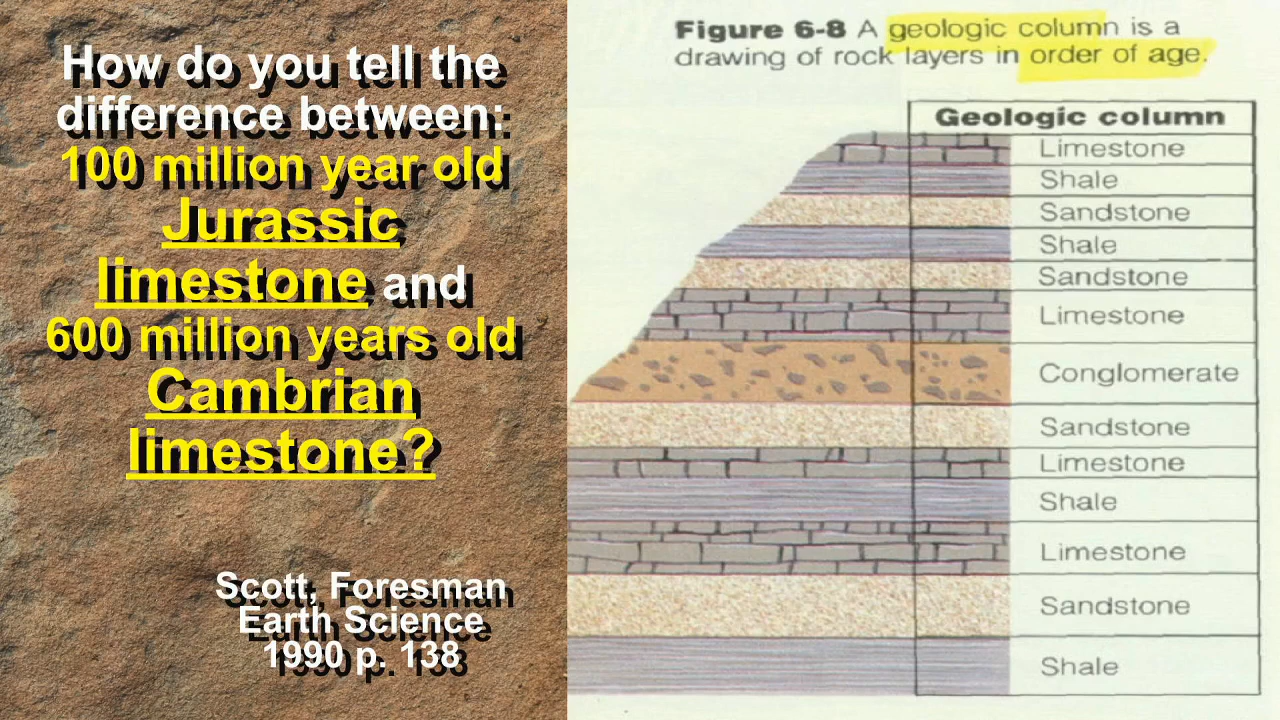 How do you tell the
difference between:
100 million year old
Jurassic
limestone and
600 million years old
Cambrian
limestone?
Scott, Foresman
Earth Science
1990 p. 138
Figure 6-8 A geologic column is a
drawing of rock layers in order of age.
Geologic column
Limestone
Shale
Sandstone
Shale
Sandstone
Limestone
Conglomerate
Sandstone
Limestone
Shale
Limestone
Sandstone
Shale